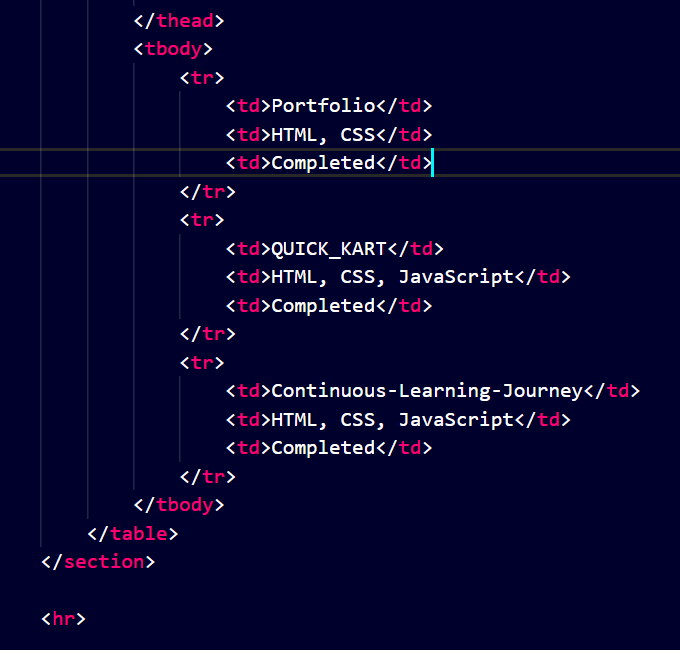 </thead>
<tbody>
<tr>
<td>Portfolio</td>
<td>HTML, CSS</td>
<td>Completed</td>
</tr>
<tr>
<td>QUICK_KART</td>
<td>HTML, CSS, JavaScript</td>
<td>Completed</td>
</tr>
<tr>
<td>Continuous-Learning-Journey</td>
<td>HTML, CSS, JavaScript</td>
<td>Completed</td>
</tr>
</tbody>
</table>
</section>
<hr>